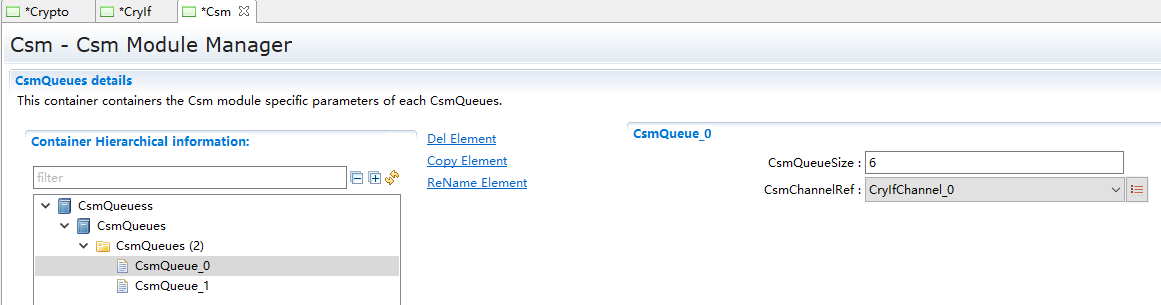 *Crypto *CryIf *Csm
Csm - Csm Module Manager
CsmQueues details
This container containers the Csm module specific parameters of each CsmQueues.
Container Hierarchical information:
filter
CsmQueuess
CsmQueues
CsmQueues (2)
CsmQueue_0
CsmQueue_1
Del Element
Copy Element
ReName Element
CsmQueue_0
CsmQueueSize : 6
CsmChannelRef : CryIfChannel_0